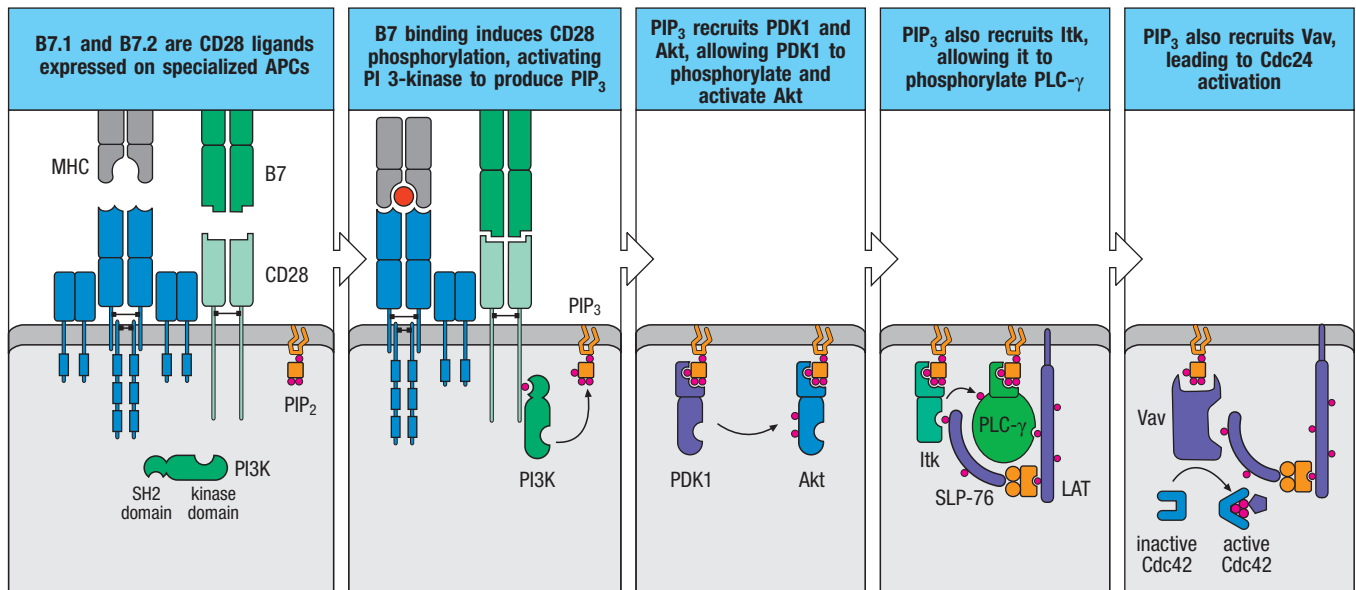 B7.1 and B7.2 are CD28 ligands
expressed on specialized APCs
B7 binding induces CD28
phosphorylation, activating
PI 3-kinase to produce PIP₃
PIP₃ recruits PDK1 and
Akt, allowing PDK1 to
phosphorylate and
activate Akt
PIP₃ also recruits Itk,
allowing it to
phosphorylate PLC-γ
PIP₃ also recruits Vav,
leading to Cdc24
activation
MHC
B7
CD28
PIP₂
PI3K
SH2
domain
kinase
domain
PIP₃
PI3K
PDK1
Akt
Itk
PLC-γ
SLP-76
LAT
Vav
inactive
Cdc42
active
Cdc42